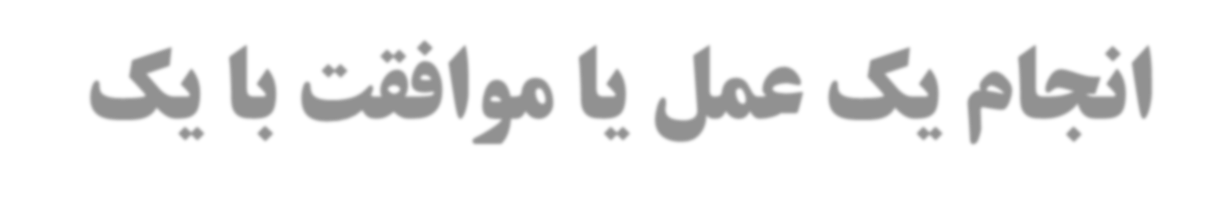 انجام یک عمل یا موافقت با یک